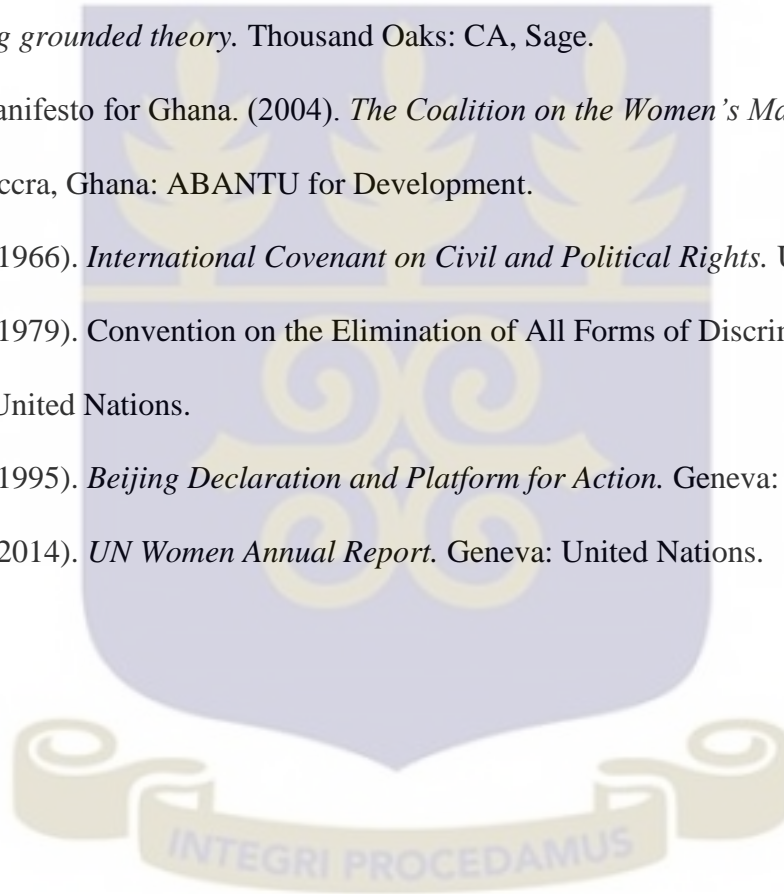 g grounded theory. Thousand Oaks: CA, Sage.
anifesto for Ghana. (2004). The Coalition on the Women’s Ma
ccra, Ghana: ABANTU for Development.
1966). International Covenant on Civil and Political Rights. U
1979). Convention on the Elimination of All Forms of Discrin
United Nations.
1995). Beijing Declaration and Platform for Action. Geneva:
2014). UN Women Annual Report. Geneva: United Nations.
INTEGRI PROCEDAMUS